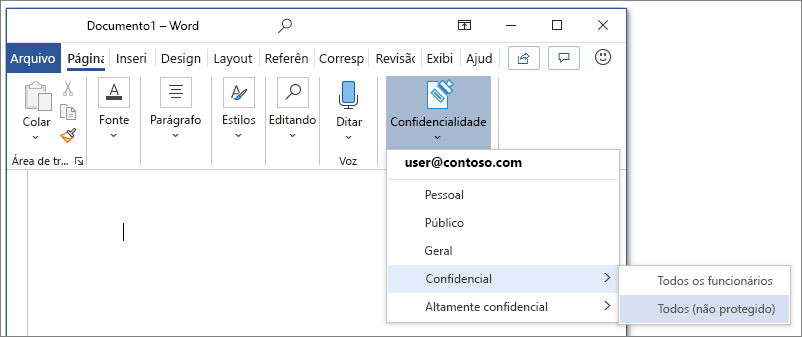 Documento1 – Word
Arquivo Página Inseri Design Layout Referên Corresp Revisão Exibi Ajud
Colar Fonte Parágrafo Estilos Editando Ditar Confidencialidade
Área de tr... Voz
user@contoso.com
Pessoal
Público
Geral
Confidencial
Todos os funcionários
Altamente confidencial
Todos (não protegido)